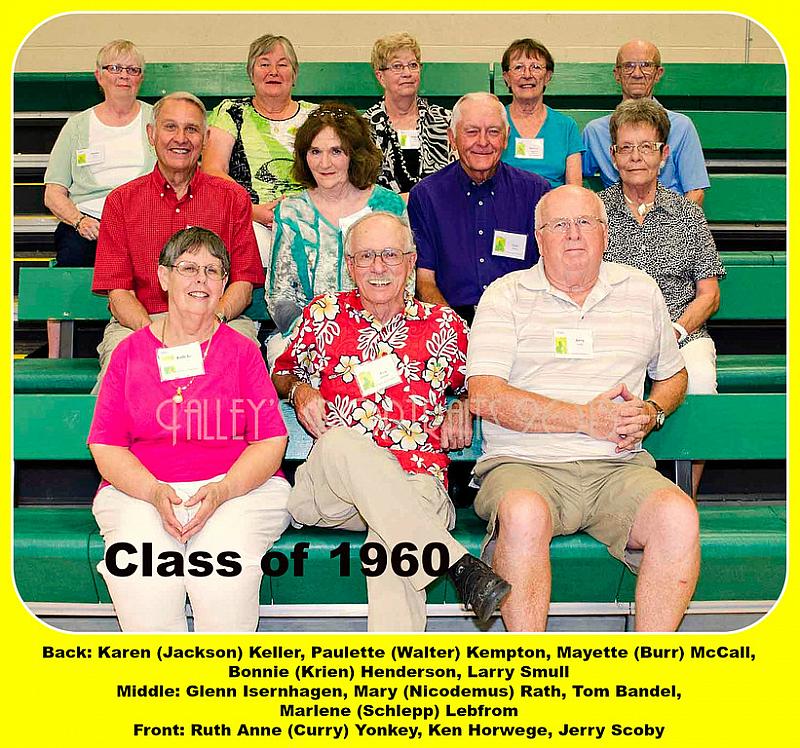 GALLEY'S
Class of 1960
Back: Karen (Jackson) Keller, Paulette (Walter) Kempton, Mayette (Burr) McCall,
Bonnie (Krien) Henderson, Larry Smull
Middle: Glenn Isernhagen, Mary (Nicodemus) Rath, Tom Bandel,
Marlene (Schlepp) Lebfrom
Front: Ruth Anne (Curry) Yonkey, Ken Horwege, Jerry Scoby